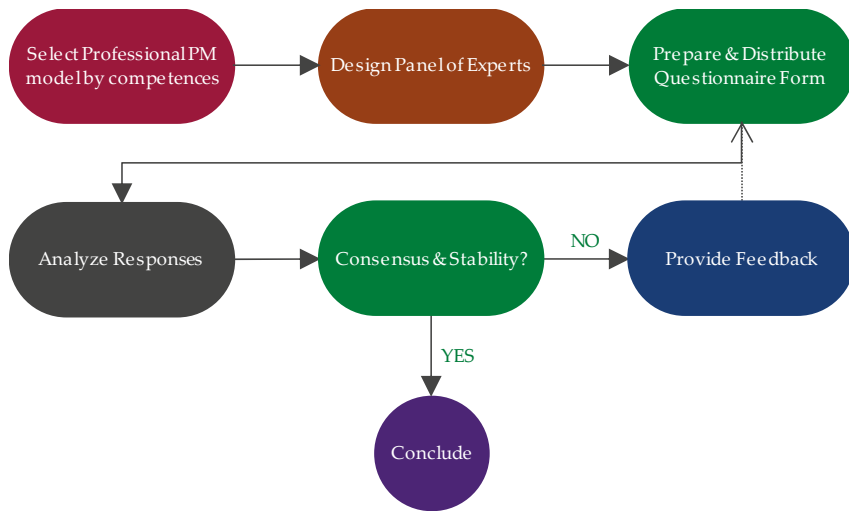 Select Professional PM
model by competences
Design Panel of Experts
Prepare & Distribute
Questionnaire Form
Analyze Responses
Consensus & Stability?
NO
Provide Feedback
YES
Conclude